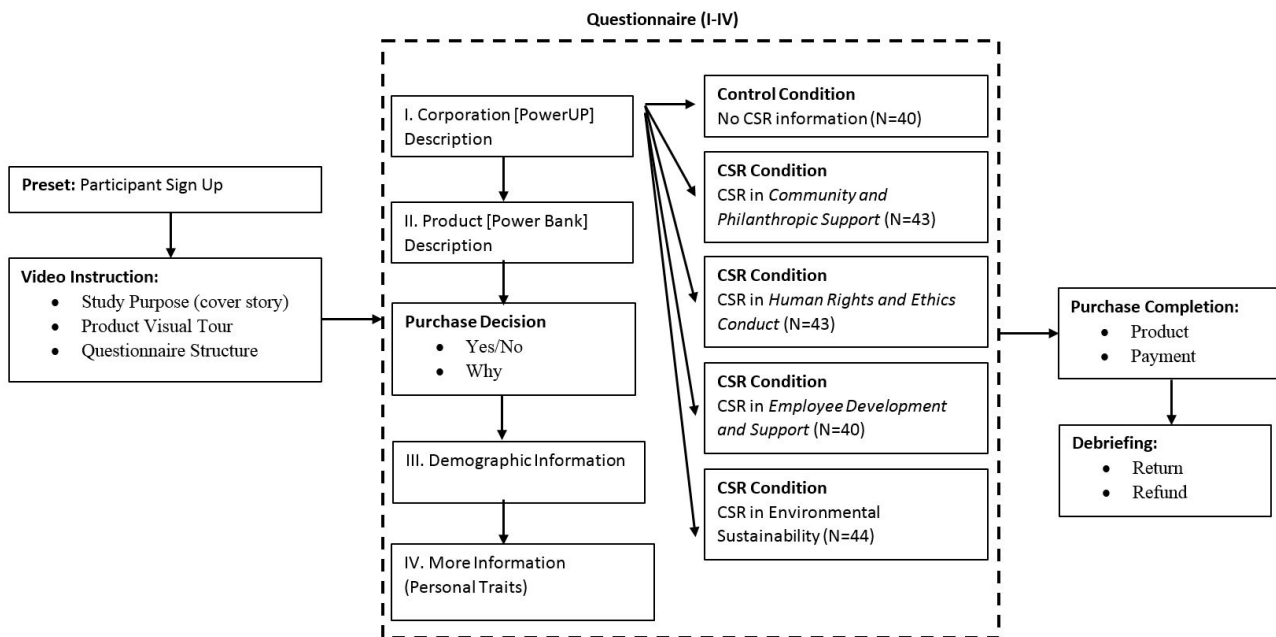 Questionnaire (I-IV)
Preset: Participant Sign Up
Video Instruction:
• Study Purpose (cover story)
• Product Visual Tour
• Questionnaire Structure
I. Corporation [PowerUP]
Description
II. Product [Power Bank]
Description
Purchase Decision
• Yes/No
• Why
III. Demographic Information
IV. More Information
(Personal Traits)
Control Condition
No CSR information (N=40)
CSR Condition
CSR in Community and
Philanthropic Support (N=43)
CSR Condition
CSR in Human Rights and Ethics
Conduct (N=43)
CSR Condition
CSR in Employee Development
and Support (N=40)
CSR Condition
CSR in Environmental
Sustainability (N=44)
Purchase Completion:
• Product
• Payment
Debriefing:
• Return
• Refund